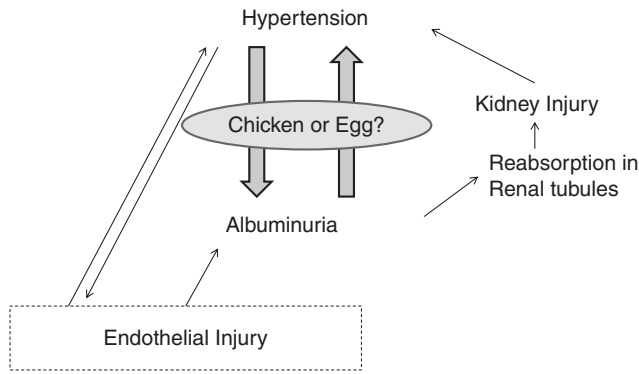 Hypertension
Chicken or Egg?
Kidney Injury
Reabsorption in
Renal tubules
Albuminuria
Endothelial Injury